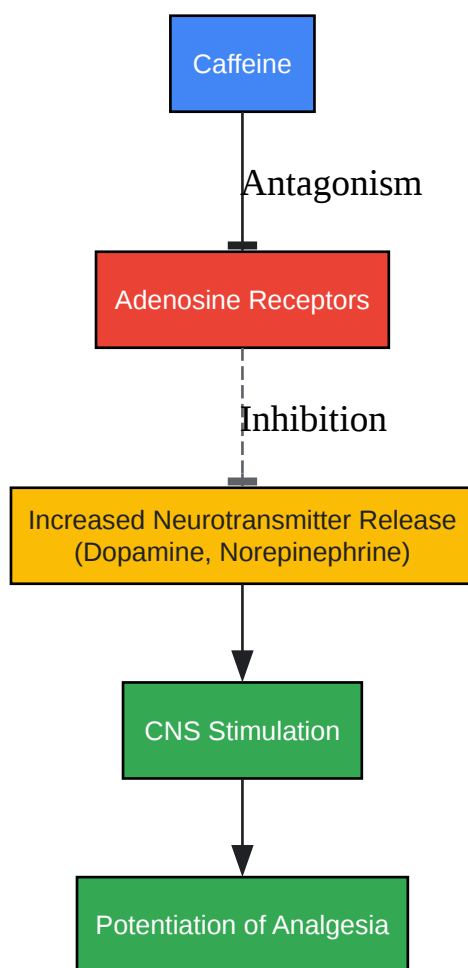 Caffeine
Antagonism
Adenosine Receptors
Inhibition
Increased Neurotransmitter Release
(Dopamine, Norepinephrine)
CNS Stimulation
Potentiation of Analgesia